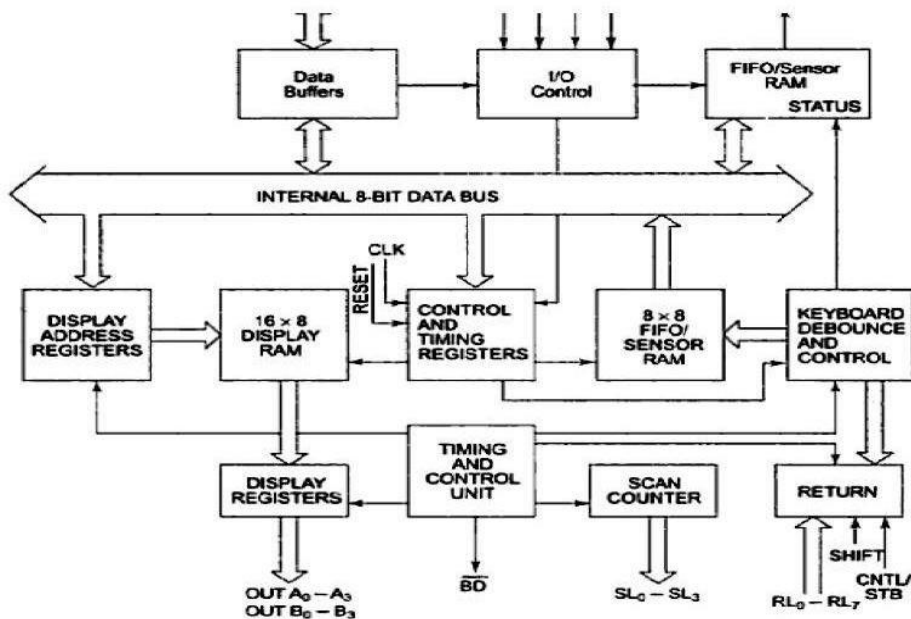 Data
Buffers
I/O
Control
FIFO/Sensor
RAM
STATUS
INTERNAL 8-BIT DATA BUS
CLK
RESET
DISPLAY
ADDRESS
REGISTERS
16 × 8
DISPLAY
RAM
CONTROL
AND
TIMING
REGISTERS
8 × 8
FIFO/
SENSOR
RAM
KEYBOARD
DEBOUNCE
AND
CONTROL
DISPLAY
REGISTERS
TIMING
AND
CONTROL
UNIT
SCAN
COUNTER
RETURN
OUT A₀ – A₃
OUT B₀ – B₃
B̅D̅
SL₀ – SL₃
RL₀ – RL₇
SHIFT
CNTL/
STB